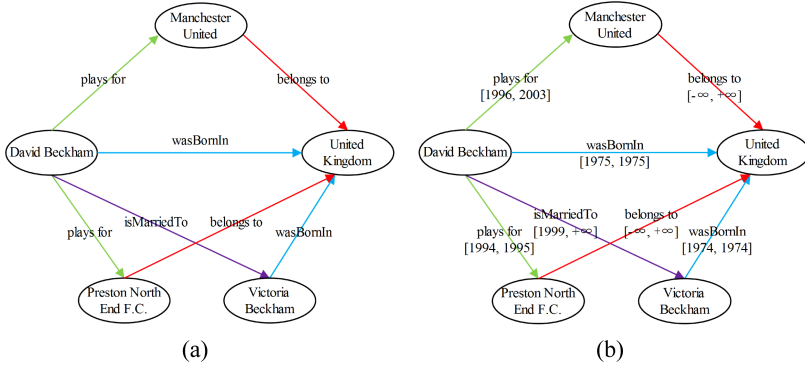 Manchester
United
plays for
belongs to
wasBornIn
David Beckham
United
Kingdom
isMarriedTo
belongs to
plays for
wasBornIn
Preston North
End F.C.
Victoria
Beckham
(a)
Manchester
United
plays for
[1996, 2003]
belongs to
[-∞, +∞]
wasBornIn
[1975, 1975]
David Beckham
United
Kingdom
isMarriedTo
[1999, +∞]
belongs to
[-∞, +∞]
plays for
[1994, 1995]
wasBornIn
[1974, 1974]
Preston North
End F.C.
Victoria
Beckham
(b)